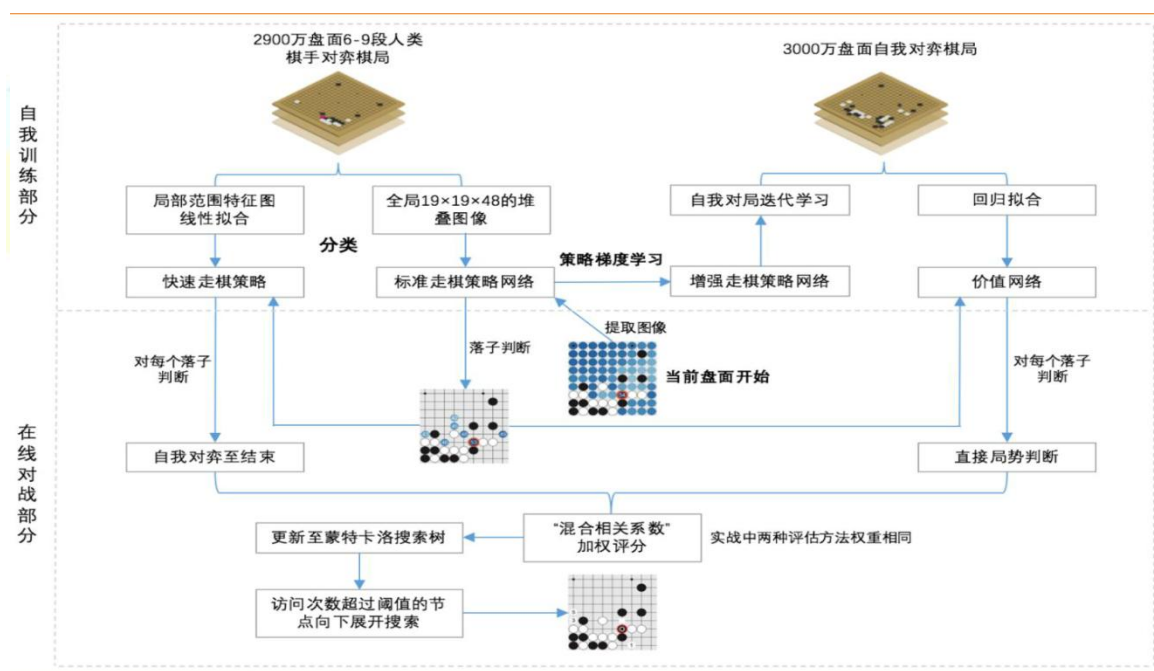 2900万盘面6-9段人类
棋手对弈棋局
3000万盘面自我对弈棋局
自我训练部分
局部范围特征图
线性拟合
全局19×19×48的堆
叠图像
自我对局迭代学习
回归拟合
分类
策略梯度学习
快速走棋策略
标准走棋策略网络
增强走棋策略网络
价值网络
提取图像
对每个落子
判断
落子判断
当前盘面开始
对每个落子
判断
在线对战部分
自我对弈至结束
直接局势判断
更新至蒙特卡洛搜索树
“混合相关系数”
加权评分
实战中两种评估方法权重相同
访问次数超过阈值的节
点向下展开搜索